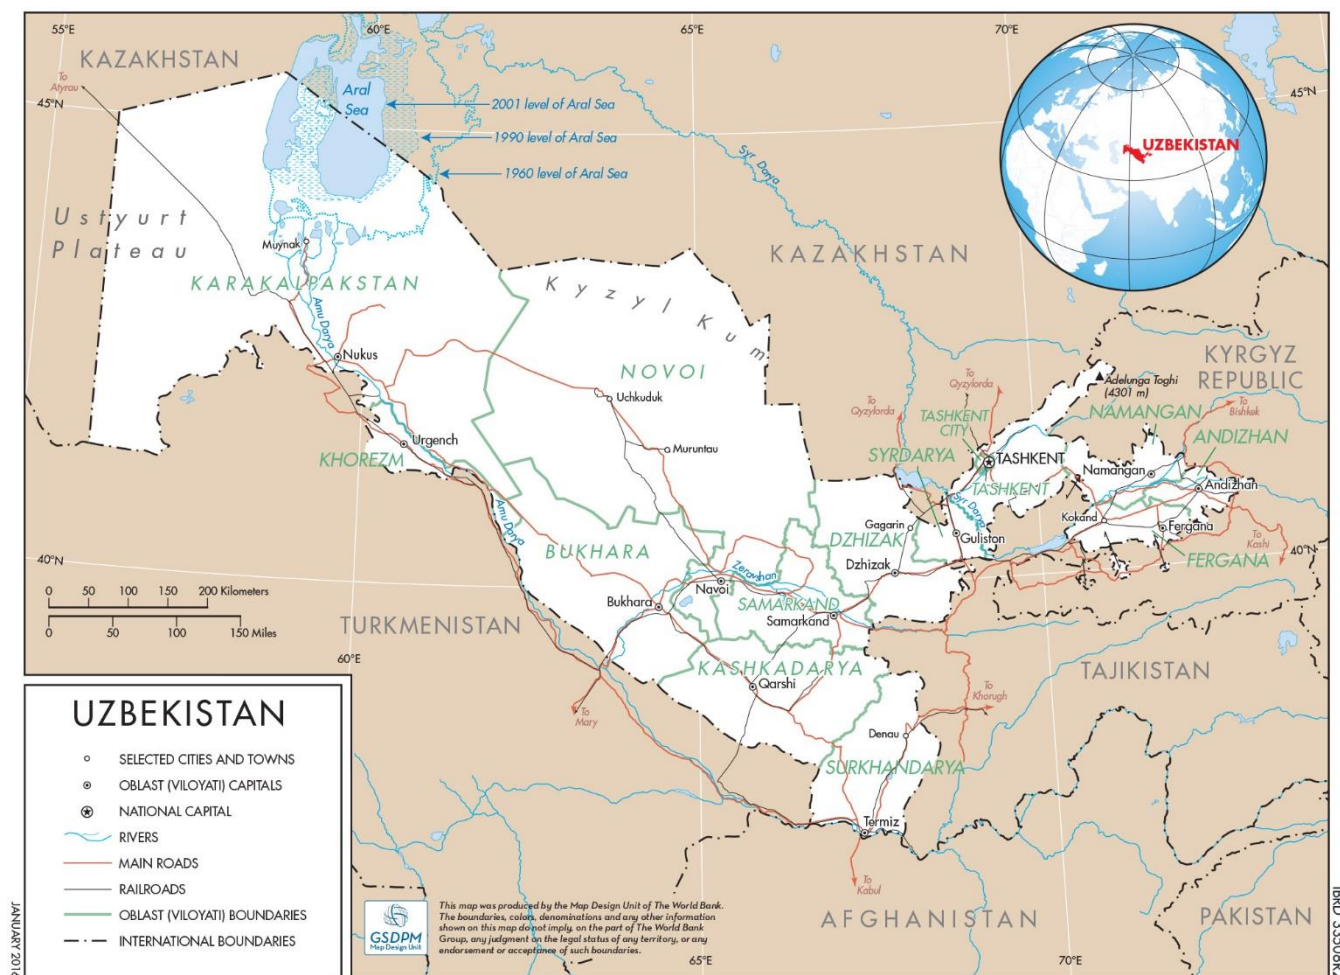 55°E
60°E
65°E
70°E
KAZAKHSTAN
To
Atyrau
45°N
45°N
Aral
Sea
2001 level of Aral Sea
1990 level of Aral Sea
1960 level of Aral Sea
Syr Darya
UZBEKISTAN
Ustyurt
Plateau
Muynak
KARAKALPAKSTAN
Amu Darya
Nukus
KAZAKHSTAN
Kyzyl Kum
NOVOI
Uchkuduk
Muruntau
KYRGYZ
REPUBLIC
Adelunga Toghi
(4301 m)
To
Qyzylorda
To
Qyzylorda
To
Bishkek
TASHKENT
CITY
NAMANGAN
ANDIZHAN
SYRDARYA
TASHKENT
TASHKENT
Namangan
Andizhan
Urgench
KHOREZM
Amu Darya
Syr Darya
Gagarin
Guliston
Kokand
Fergana
DZHIZAK
Dzhizak
FERGANA
To
Kashi
40°N
40°N
BUKHARA
Zeravshan
Navoi
Bukhara
SAMARKAND
Samarkand
0 50 100 150 200 Kilometers
0 50 100 150 Miles
TURKMENISTAN
60°E
KASHKADARYA
Qarshi
To
Mary
TAJIKISTAN
To
Khorugh
Denau
SURKHANDARYA
Termiz
To
Kabul
AFGHANISTAN
PAKISTAN
65°E
70°E
UZBEKISTAN
SELECTED CITIES AND TOWNS
OBLAST (VILOYATI) CAPITALS
NATIONAL CAPITAL
RIVERS
MAIN ROADS
RAILROADS
OBLAST (VILOYATI) BOUNDARIES
INTERNATIONAL BOUNDARIES
GSDPM
Map Design Unit
This map was produced by the Map Design Unit of The World Bank.
The boundaries, colors, denominations and any other information
shown on this map do not imply, on the part of The World Bank
Group, any judgment on the legal status of any territory, or any
endorsement or acceptance of such boundaries.